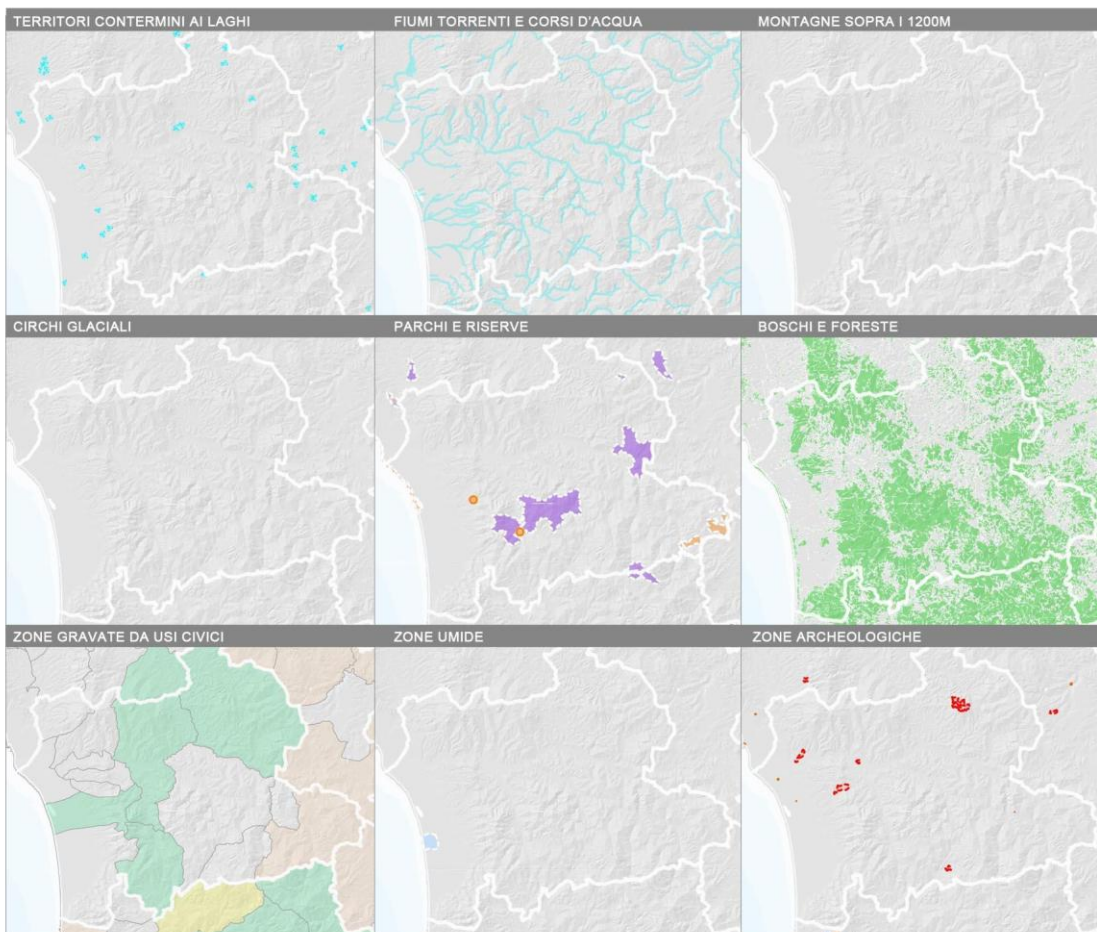 TERRITORI CONTERMINI AI LAGHI
FIUMI TORRENTI E CORSI D'ACQUA
MONTAGNE SOPRA I 1200M
CIRCHI GLACIALI
PARCHI E RISERVE
BOSCHI E FORESTE
ZONE GRAVATE DA USI CIVICI
ZONE UMIDE
ZONE ARCHEOLOGICHE